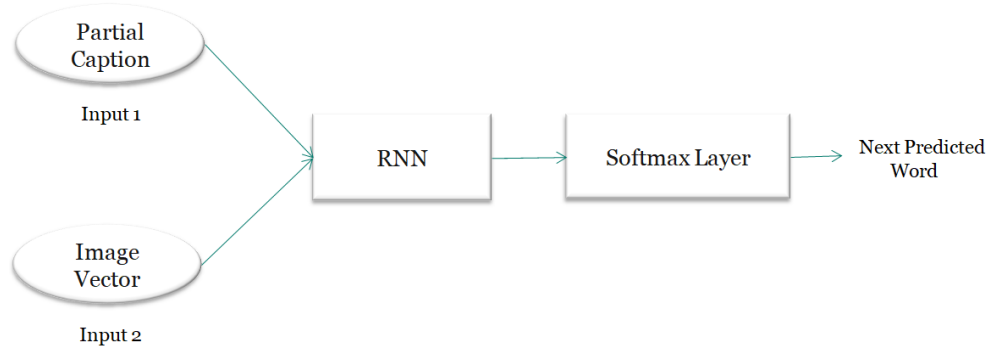 Partial
Caption
Input 1
RNN
Softmax Layer
Next Predicted
Word
Image
Vector
Input 2